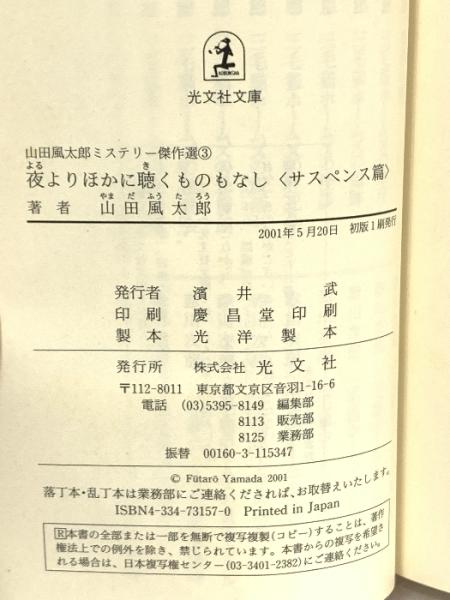 KOBUNSHA
光文社文庫
山田風太郎ミステリー傑作選③
よる き
夜よりほかに聴くものもなし〈サスペンス篇〉
やま だ ふう た ろう
著者 山田風太郎
2001年5月20日 初版1刷発行
発行者 濱井 武
印刷 慶昌堂印刷
製本 光洋製本
発行所 株式会社 光文社
〒112-8011 東京都文京区音羽1-16-6
電話 (03)5395-8149 編集部
8113 販売部
8125 業務部
振替 00160-3-115347
© Fūtarō Yamada 2001
落丁本・乱丁本は業務部にご連絡くだされば、お取替えいたします。
ISBN4-334-73157-0 Printed in Japan
R本書の全部または一部を無断で複写複製(コピー)することは、著作
権法上での例外を除き、禁じられています。本書からの複写を希望さ
れる場合は、日本複写権センター(03-3401-2382)にご連絡ください。